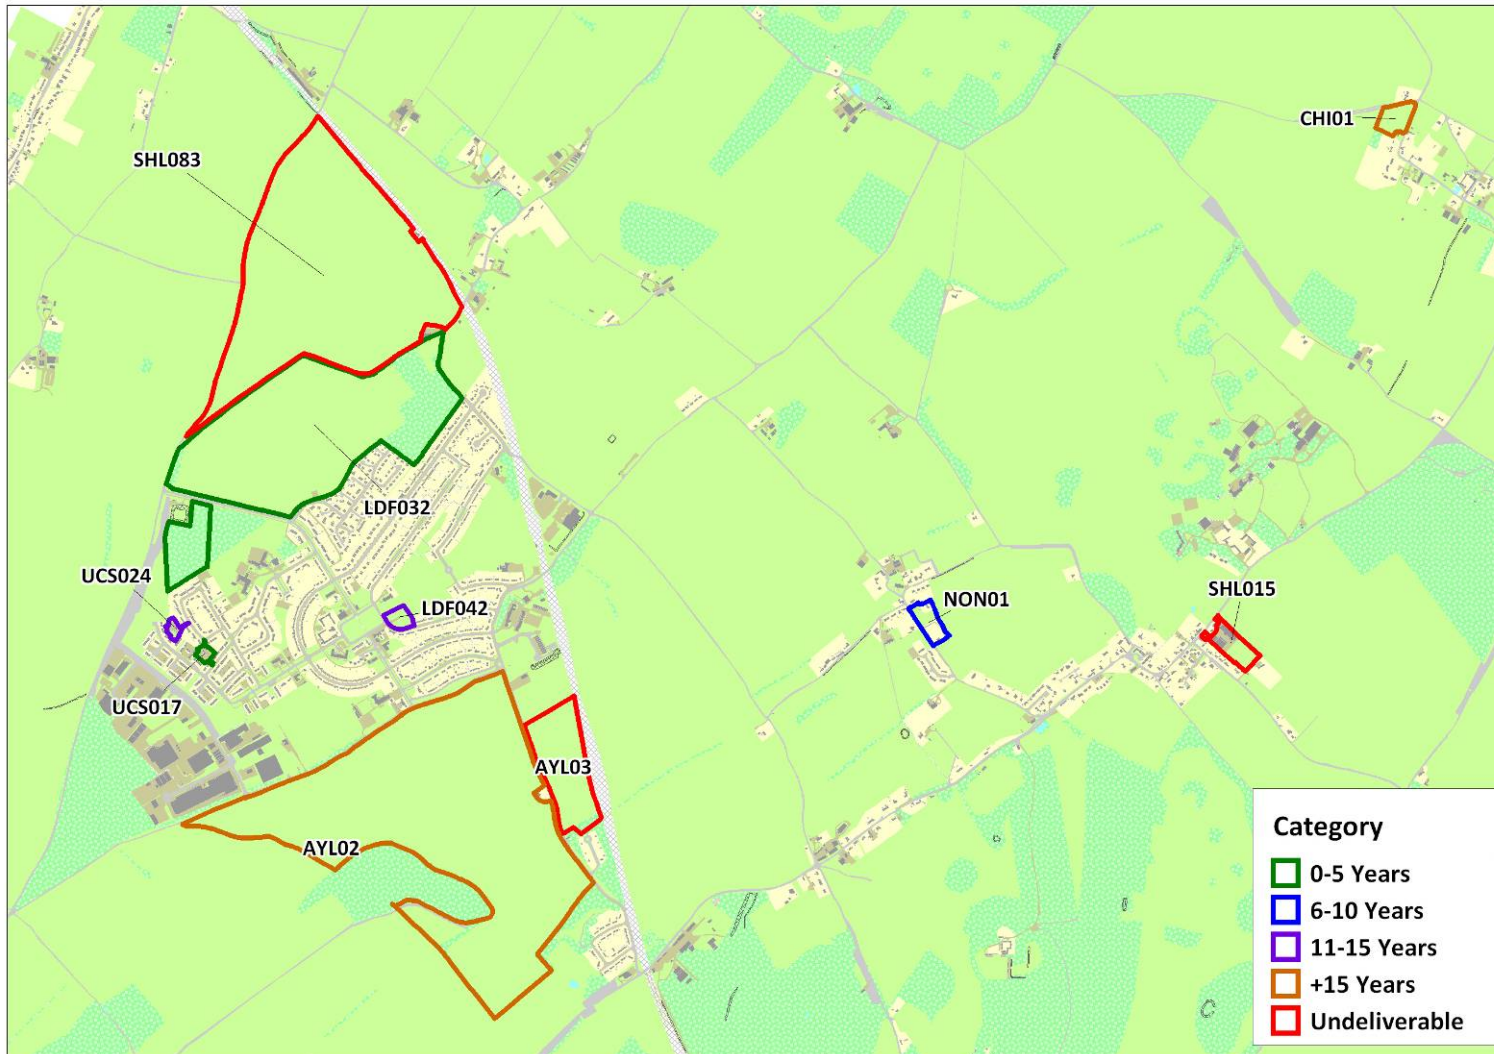 CHI01
SHL083
LDF032
UCS024
LDF042
SHL015
NON01
UCS017
AYL03
AYL02
Category
0-5 Years
6-10 Years
11-15 Years
+15 Years
Undeliverable